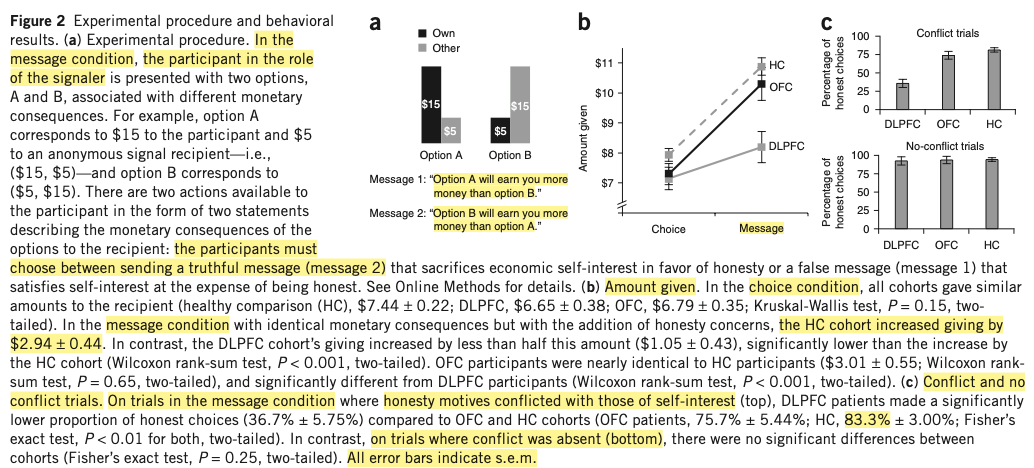 Figure 2 Experimental procedure and behavioral
results. (a) Experimental procedure. In the
message condition, the participant in the role
of the signaler is presented with two options,
A and B, associated with different monetary
consequences. For example, option A
corresponds to $15 to the participant and $5
to an anonymous signal recipient—i.e.,
($15, $5)—and option B corresponds to
($5, $15). There are two actions available to
the participant in the form of two statements
describing the monetary consequences of the
options to the recipient: the participants must
choose between sending a truthful message (message 2) that sacrifices economic self-interest in favor of honesty or a false message (message 1) that
satisfies self-interest at the expense of being honest. See Online Methods for details. (b) Amount given. In the choice condition, all cohorts gave similar
amounts to the recipient (healthy comparison (HC), $7.44 ± 0.22; DLPFC, $6.65 ± 0.38; OFC, $6.79 ± 0.35; Kruskal-Wallis test, P = 0.15, two-
tailed). In the message condition with identical monetary consequences but with the addition of honesty concerns, the HC cohort increased giving by
$2.94 ± 0.44. In contrast, the DLPFC cohort's giving increased by less than half this amount ($1.05 ± 0.43), significantly lower than the increase by
the HC cohort (Wilcoxon rank-sum test, P < 0.001, two-tailed). OFC participants were nearly identical to HC participants ($3.01 ± 0.55; Wilcoxon rank-
sum test, P = 0.65, two-tailed), and significantly different from DLPFC participants (Wilcoxon rank-sum test, P < 0.001, two-tailed). (c) Conflict and no
conflict trials. On trials in the message condition where honesty motives conflicted with those of self-interest (top), DLPFC patients made a significantly
lower proportion of honest choices (36.7% ± 5.75%) compared to OFC and HC cohorts (OFC patients, 75.7% ± 5.44%; HC, 83.3% ± 3.00%; Fisher's
exact test, P < 0.01 for both, two-tailed). In contrast, on trials where conflict was absent (bottom), there were no significant differences between
cohorts (Fisher's exact test, P = 0.25, two-tailed). All error bars indicate s.e.m.
a
Own
Other
$15
$5
$5
$15
Option A
Option B
Message 1: "Option A will earn you more
money than option B."
Message 2: "Option B will earn you more
money than option A."
b
Amount given
$11
$10
$9
$8
$7
HC
OFC
DLPFC
Choice
Message
c
Conflict trials
Percentage of
honest choices
100
75
50
25
0
DLPFC
OFC
HC
No-conflict trials
Percentage of
honest choices
100
75
50
25
0
DLPFC
OFC
HC